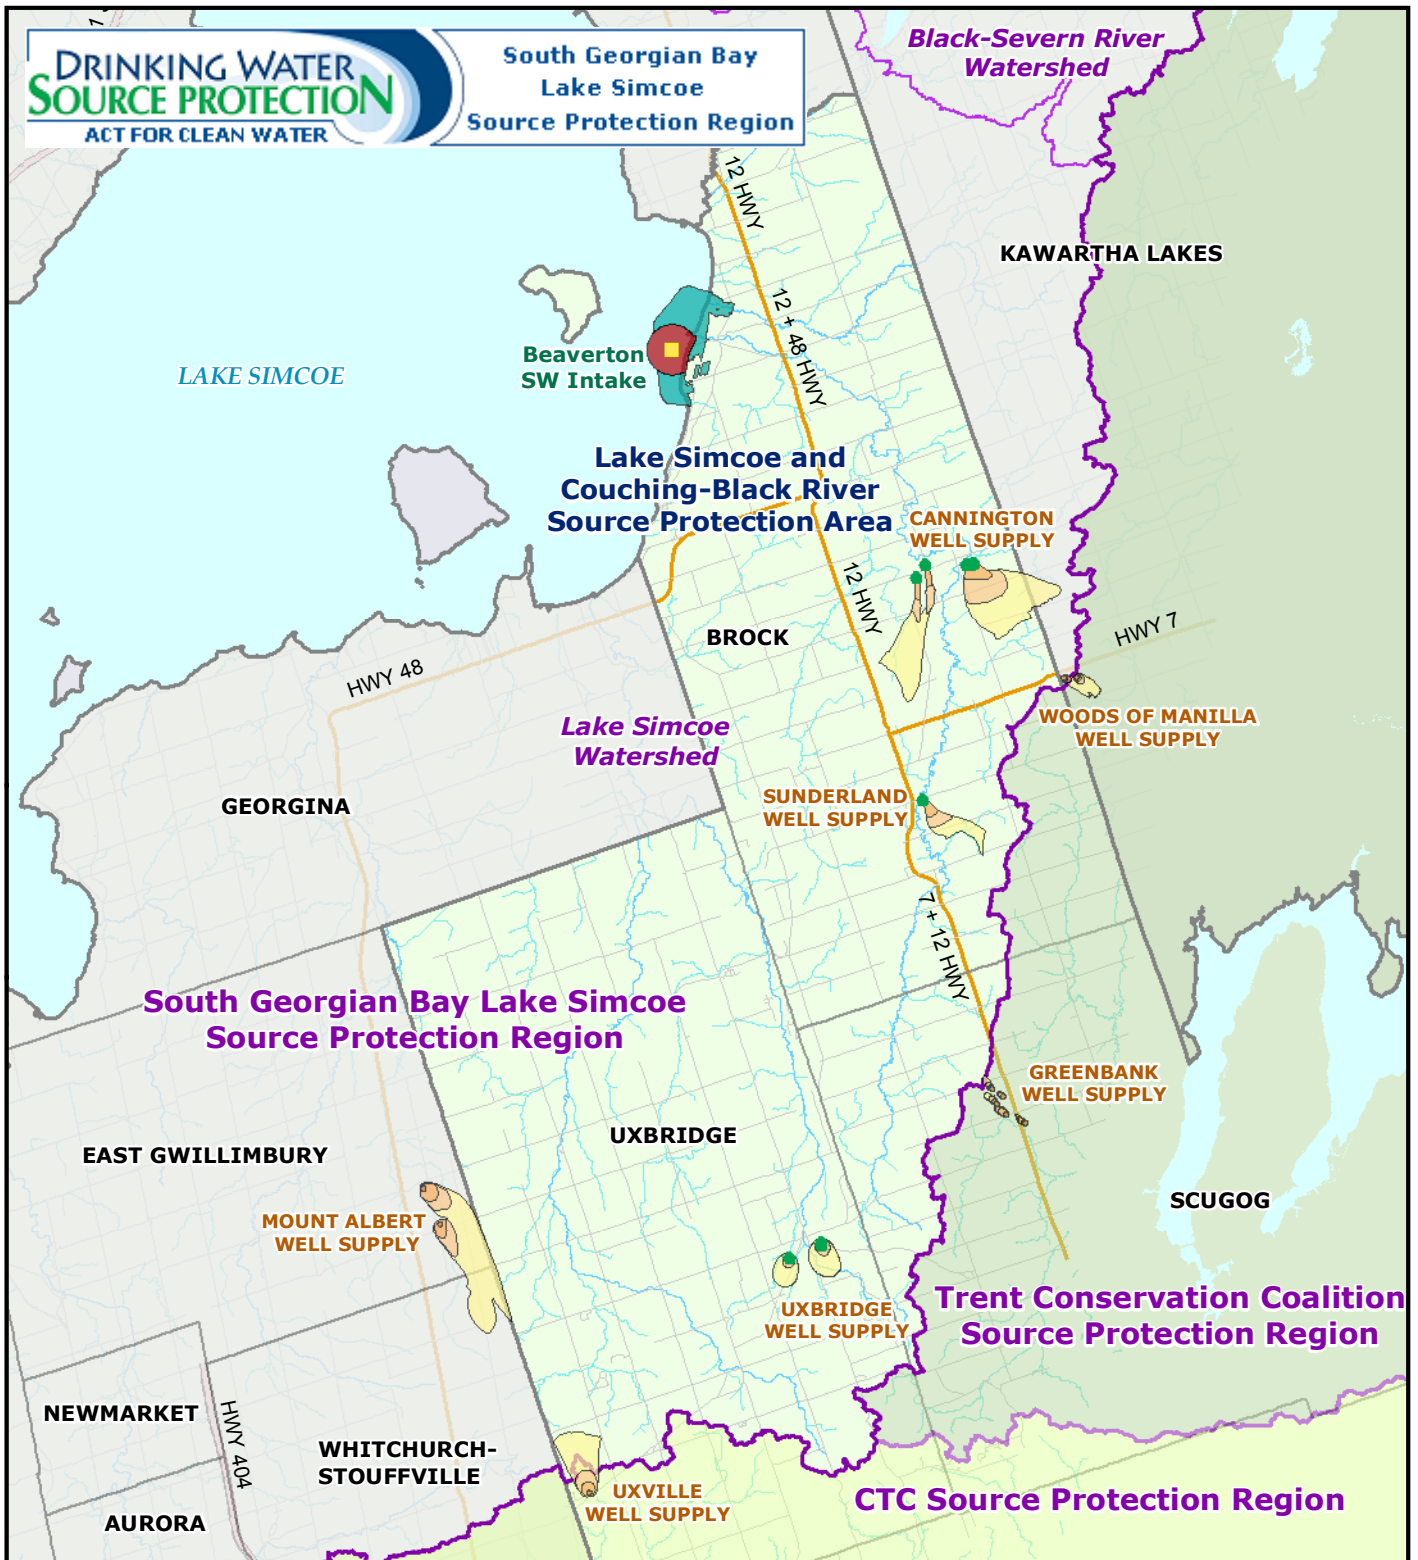 DRINKING WATER
SOURCE PROTECTION
ACT FOR CLEAN WATER
South Georgian Bay
Lake Simcoe
Source Protection Region
Black-Severn River
Watershed
12 HWY
KAWARTHA LAKES
12 + 48 HWY
Beaverton
SW Intake
LAKE SIMCOE
Lake Simcoe and
Couching-Black River
Source Protection Area
CANNINGTON
WELL SUPPLY
12 HWY
BROCK
HWY 7
HWY 48
WOODS OF MANILLA
WELL SUPPLY
Lake Simcoe
Watershed
SUNDERLAND
WELL SUPPLY
GEORGINA
7 + 12 HWY
South Georgian Bay Lake Simcoe
Source Protection Region
GREENBANK
WELL SUPPLY
UXBRIDGE
EAST GWILLIMBURY
SCUGOG
MOUNT ALBERT
WELL SUPPLY
UXBRIDGE
WELL SUPPLY
Trent Conservation Coalition
Source Protection Region
NEWMARKET
HWY 404
WHITCHURCH-
STOUFFVILLE
UXVILLE
WELL SUPPLY
CTC Source Protection Region
AURORA